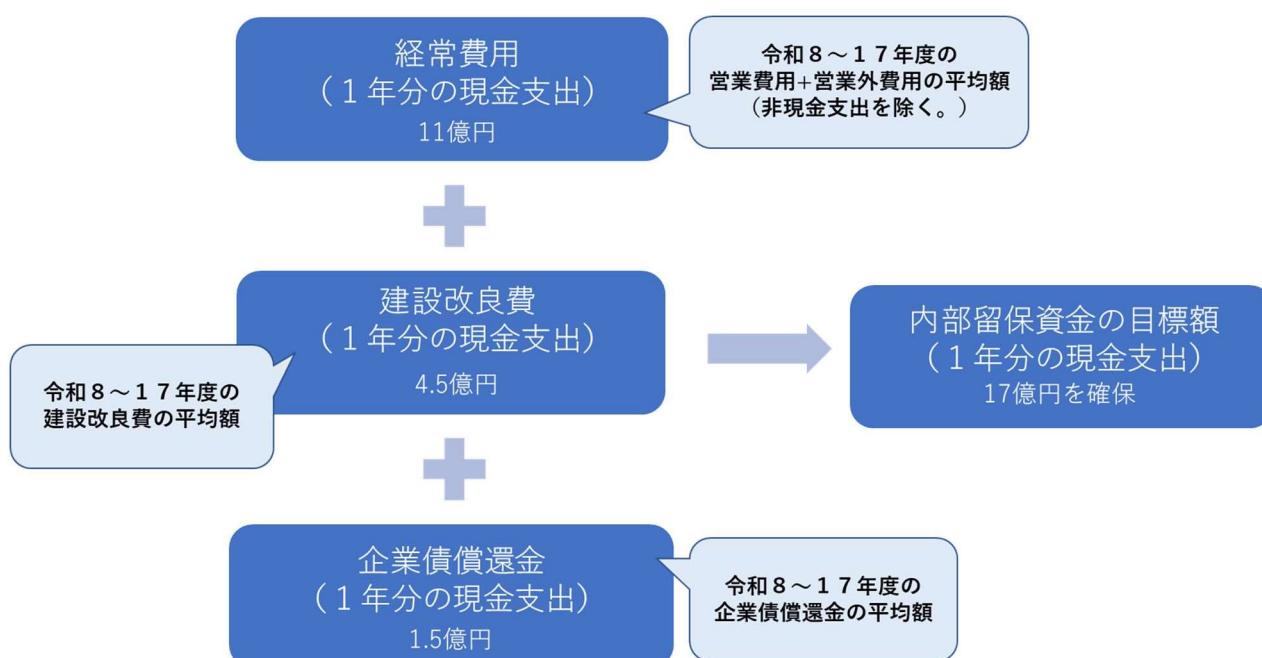 経常費用
（１年分の現金支出）
11億円
令和８～１７年度の
営業費用+営業外費用の平均額
（非現金支出を除く。）
建設改良費
（１年分の現金支出）
4.5億円
令和８～１７年度の
建設改良費の平均額
内部留保資金の目標額
（１年分の現金支出）
17億円を確保
企業債償還金
（１年分の現金支出）
1.5億円
令和８～１７年度の
企業債償還金の平均額